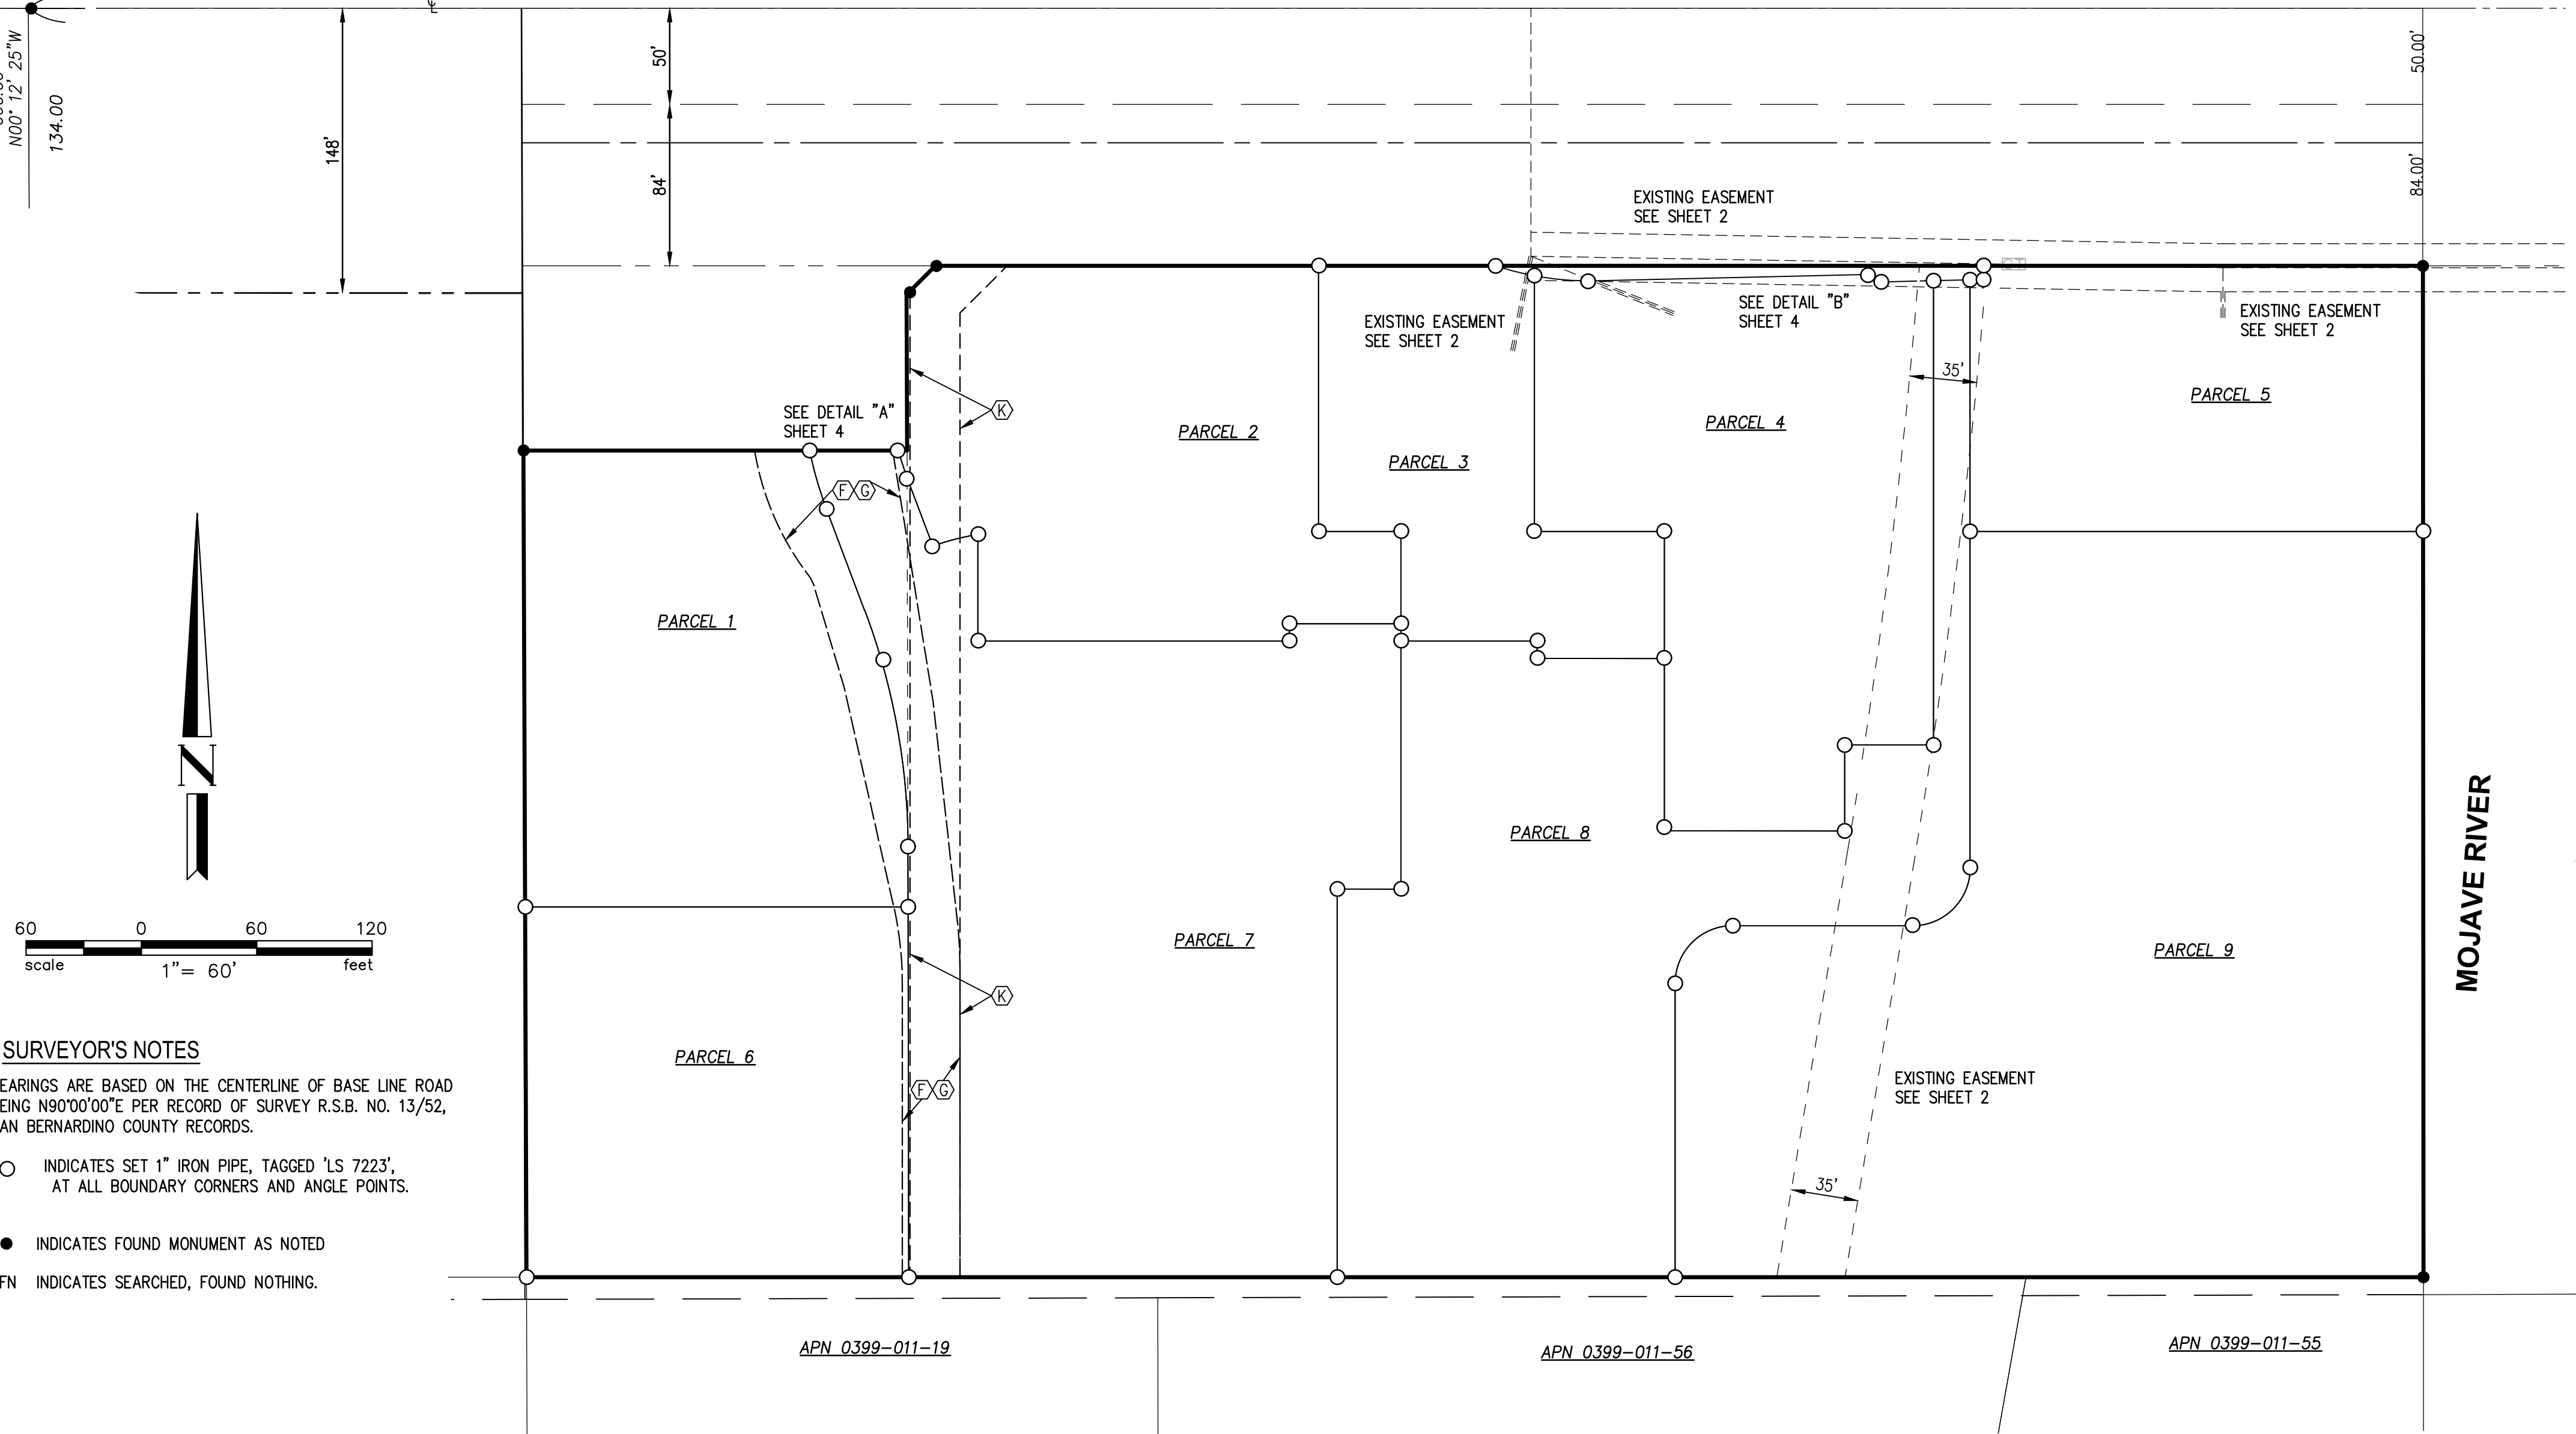 ℄
N00° 12' 25"W
134.00
148'
50'
84'
50.00'
84.00'
EXISTING EASEMENT
SEE SHEET 2
EXISTING EASEMENT
SEE SHEET 2
SEE DETAIL "B"
SHEET 4
EXISTING EASEMENT
SEE SHEET 2
35'
PARCEL 5
SEE DETAIL "A"
SHEET 4
K
PARCEL 2
PARCEL 3
PARCEL 4
F G
PARCEL 1
N
PARCEL 8
MOJAVE RIVER
60 0 60 120
scale 1"= 60' feet
PARCEL 7
PARCEL 9
K
SURVEYOR'S NOTES
EARINGS ARE BASED ON THE CENTERLINE OF BASE LINE ROAD
EING N90°00'00"E PER RECORD OF SURVEY R.S.B. NO. 13/52,
AN BERNARDINO COUNTY RECORDS.
INDICATES SET 1" IRON PIPE, TAGGED 'LS 7223',
AT ALL BOUNDARY CORNERS AND ANGLE POINTS.
INDICATES FOUND MONUMENT AS NOTED
FN INDICATES SEARCHED, FOUND NOTHING.
PARCEL 6
F G
EXISTING EASEMENT
SEE SHEET 2
35'
APN 0399-011-19
APN 0399-011-56
APN 0399-011-55